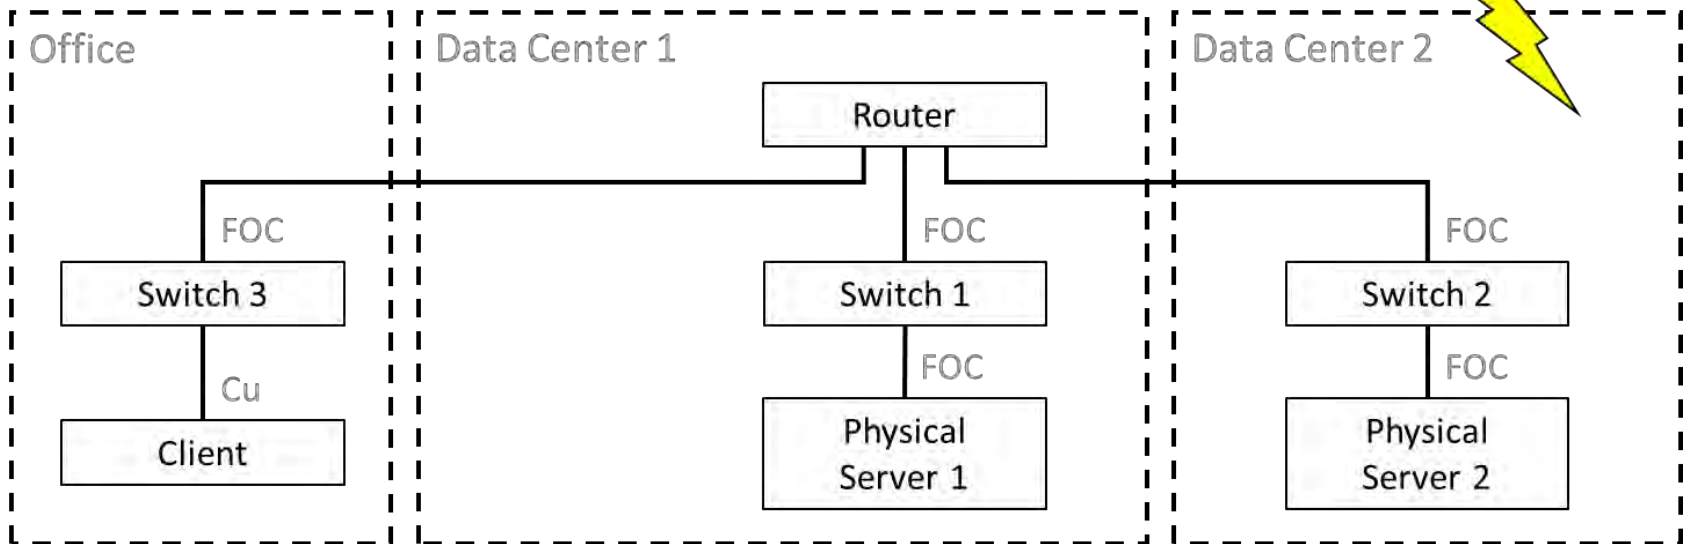 Office
Data Center 1
Data Center 2
Router
FOC
FOC
FOC
Switch 3
Switch 1
Switch 2
FOC
FOC
Cu
Client
Physical
Server 1
Physical
Server 2